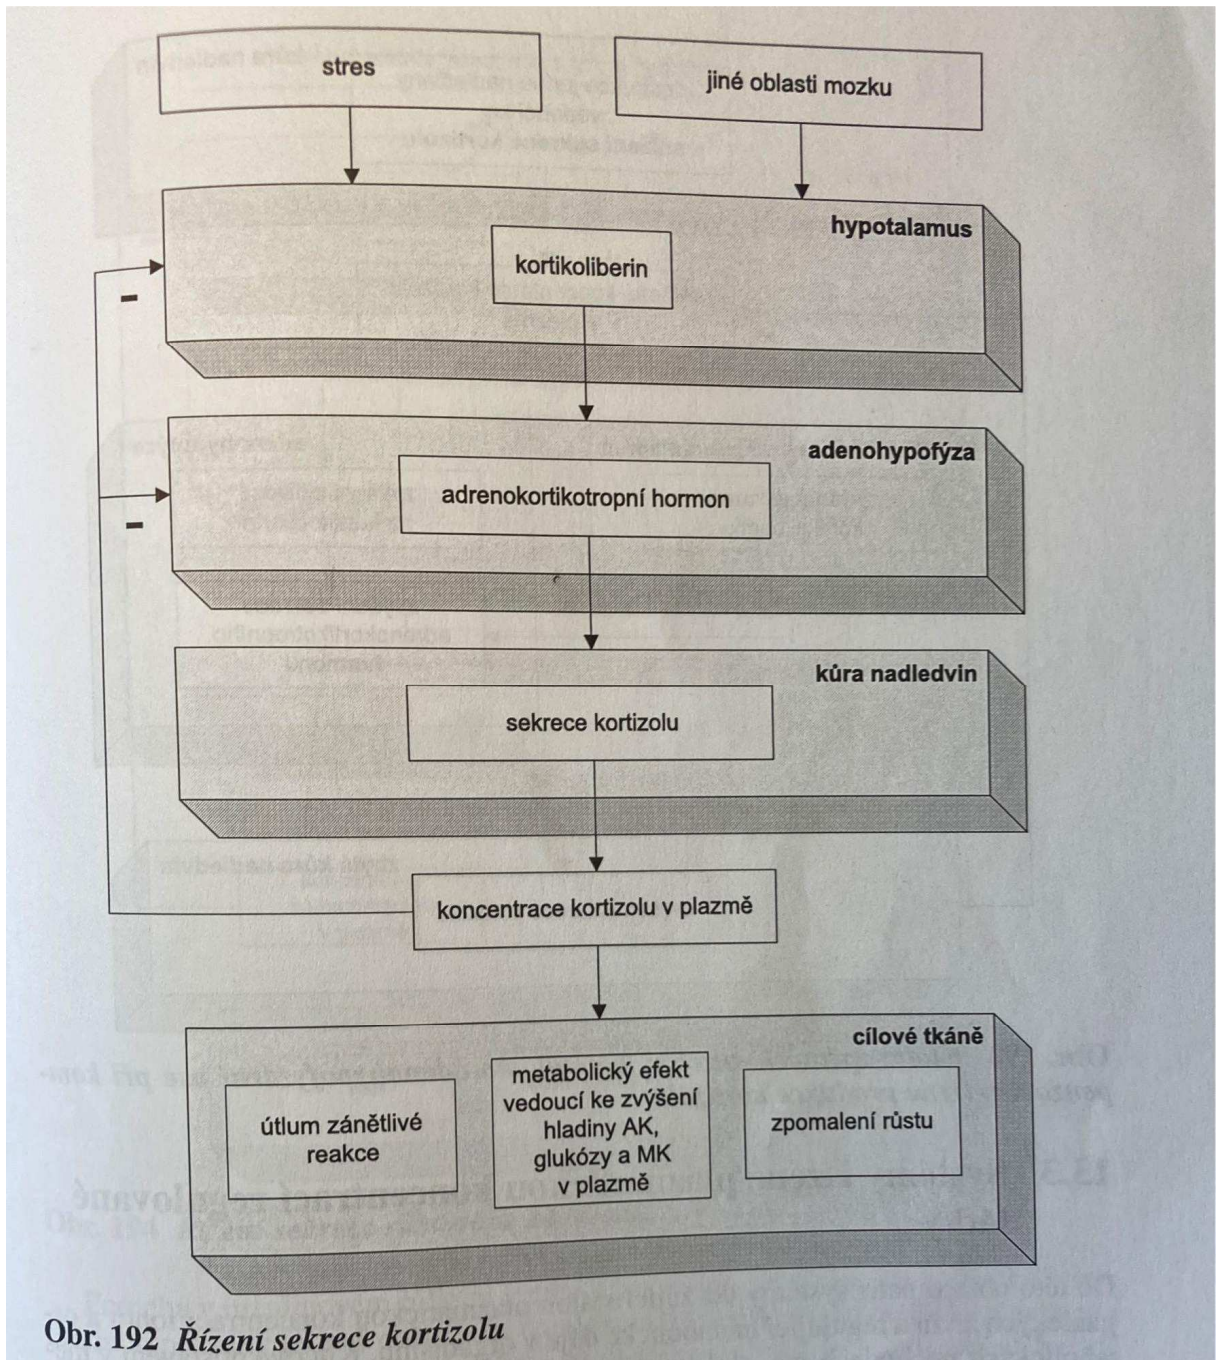 stres
jiné oblasti mozku
hypotalamus
kortikoliberin
–
adenohypofýza
adrenokortikotropní hormon
–
kůra nadledvin
sekrece kortizolu
koncentrace kortizolu v plazmě
cílové tkáně
útlum zánětlivé
reakce
metabolický efekt
vedoucí ke zvýšení
hladiny AK,
glukózy a MK
v plazmě
zpomalení růstu
Obr. 192 Řízení sekrece kortizolu